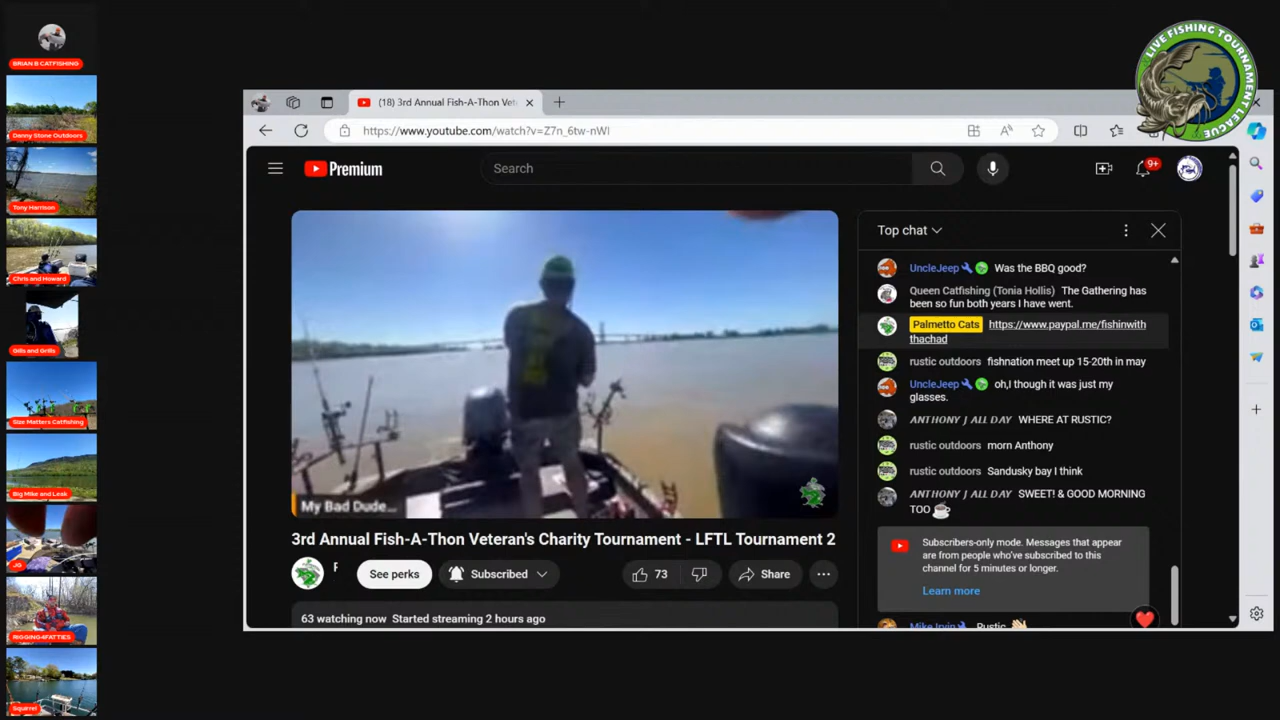 BRIAN B CATFISHING
Danny Stone Outdoors
Tony Harrison
Chris and Howard
Gills and Grills
Size Matters Catfishing
Big Mike and Leak
JG
RIGGING4FATTIES
Squirrel
LIVE FISHING TOURNAMENT
LEAGUE
(18) 3rd Annual Fish-A-Thon Vete
https://www.youtube.com/watch?v=Z7n_6tw-nWI
Premium
Search
9+
My Bad Dude...
3rd Annual Fish-A-Thon Veteran's Charity Tournament - LFTL Tournament 2
See perks
Subscribed
73
Share
63 watching now Started streaming 2 hours ago
Top chat
UncleJeep Was the BBQ good?
Queen Catfishing (Tonia Hollis) The Gathering has
been so fun both years I have went.
Palmetto Cats https://www.paypal.me/fishinwith
thachad
rustic outdoors fishnation meet up 15-20th in may
UncleJeep oh,I though it was just my
glasses.
ANTHONY J ALL DAY WHERE AT RUSTIC?
rustic outdoors morn Anthony
rustic outdoors Sandusky bay I think
ANTHONY J ALL DAY SWEET! & GOOD MORNING
TOO
Subscribers-only mode. Messages that appear
are from people who've subscribed to this
channel for 5 minutes or longer.
Learn more
Mike Irvin Rustic